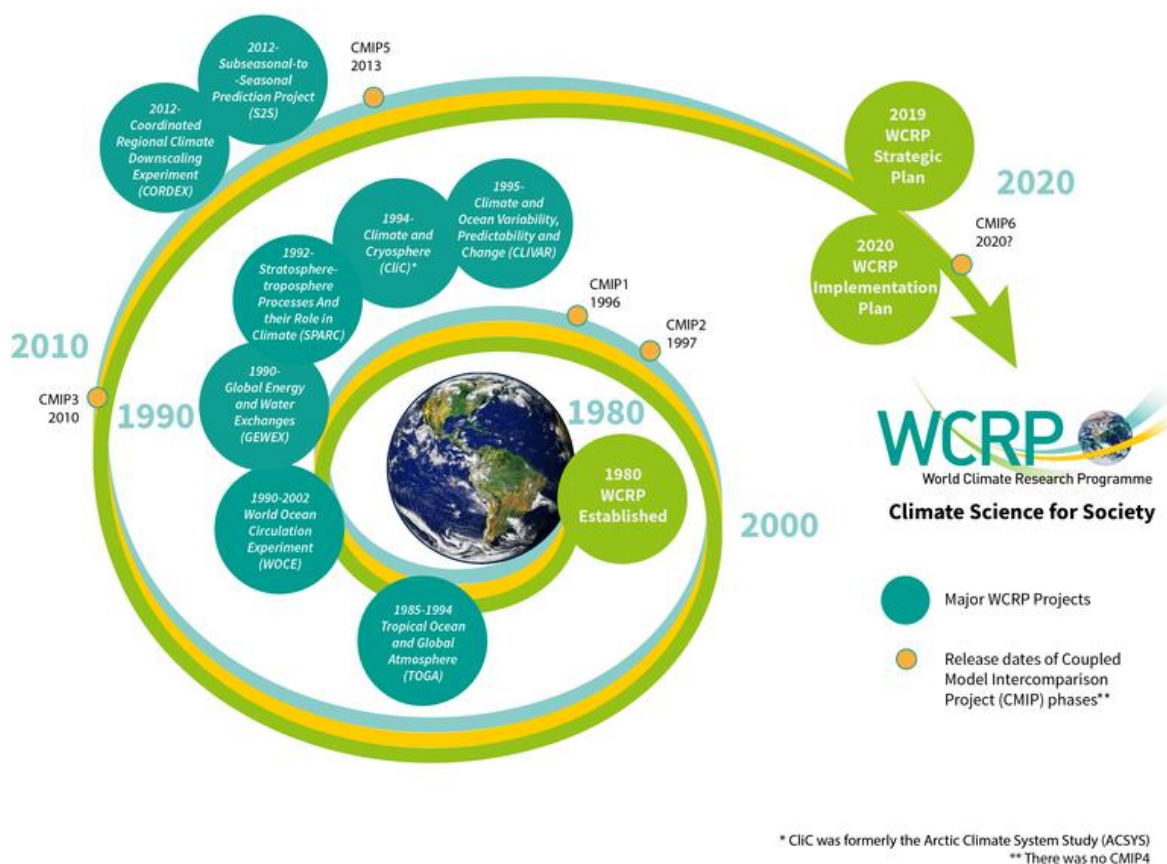 2012-
Subseasonal-to
-Seasonal
Prediction Project
(S2S)
CMIP5
2013
2012-
Coordinated
Regional Climate
Downscaling
Experiment
(CORDEX)
2019
WCRP
Strategic
Plan
2020
1995-
Climate and
Ocean Variability,
Predictability and
Change (CLIVAR)
1994-
Climate and
Cryosphere
(CliC)*
CMIP6
2020?
2020
WCRP
Implementation
Plan
1992-
Stratosphere-
troposphere
Processes And
their Role in
Climate (SPARC)
CMIP1
1996
CMIP2
1997
2010
CMIP3
2010
1990
1990-
Global Energy
and Water
Exchanges
(GEWEX)
1980
WCRP
World Climate Research Programme
Climate Science for Society
1980
WCRP
Established
1990-2002
World Ocean
Circulation
Experiment
(WOCE)
2000
1985-1994
Tropical Ocean
and Global
Atmosphere
(TOGA)
Major WCRP Projects
Release dates of Coupled
Model Intercomparison
Project (CMIP) phases**
* CliC was formerly the Arctic Climate System Study (ACSYS)
** There was no CMIP4